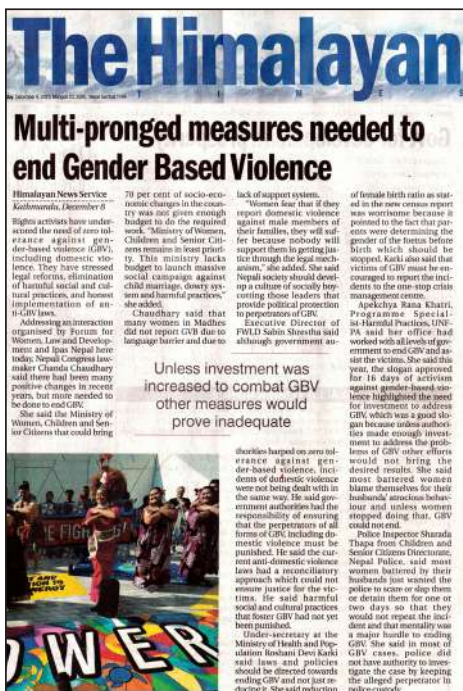 The Himalayan
T I M E S
Multi-pronged measures needed to
end Gender Based Violence
Himalayan News Service
Kathmandu, December 8
Rights activists have under-
scored the need of zero tol-
erance against gen-
der-based violence (GBV),
including domestic vio-
lence. They have stressed
legal reforms, elimination
of harmful social and cul-
tural practices, and honest
implementation of an-
ti-GBV laws.
Addressing an interaction
organised by Forum for
Women, Law and Develop-
ment and Ipas Nepal here
today, Nepali Congress law-
maker Chanda Chaudhary
said there had been many
positive changes in recent
years, but more needed to
be done to end GBV.
She said the Ministry of
Women, Children and Sen-
ior Citizens that could bring
70 per cent of socio-eco-
nomic changes in the coun-
try was not given enough
budget to do the required
work. "Ministry of Women,
Children and Senior Citi-
zens remains in least priori-
ty. This ministry lacks
budget to launch massive
social campaign against
child marriage, dowry sys-
tem and harmful practices,"
she added.
Chaudhary said that
many women in Madhes
did not report GVB due to
language barrier and due to
lack of support system.
"Women fear that if they
report domestic violence
against male members of
their families, they will suf-
fer because nobody will
support them in getting jus-
tice through the legal mech-
anism," she added. She said
Nepali society should devel-
op a culture of socially boy-
cotting those leaders that
provide political protection
to perpetrators of GBV.
Executive Director of
FWLD Sabin Shrestha said
although government au-
Unless investment was
increased to combat GBV
other measures would
prove inadequate
thorities harped on zero tol-
erance against gen-
der-based violence, inci-
dents of domestic violence
were not being dealt with in
the same way. He said gov-
ernment authorities had the
responsibility of ensuring
that the perpetrators of all
forms of GBV, including do-
mestic violence must be
punished. He said the cur-
rent anti-domestic violence
laws had a reconciliatory
approach which could not
ensure justice for the vic-
tims. He said harmful
social and cultural practices
that foster GBV had not yet
been punished.
Under-secretary at the
Ministry of Health and Pop-
ulation Roshani Devi Karki
said laws and policies
should be directed towards
ending GBV and not just re-
ducing it. She said reduction
of female birth ratio as stat-
ed in the new census report
was worrisome because it
pointed to the fact that par-
ents were determining the
gender of the foetus before
birth which should be
stopped. Karki also said that
victims of GBV must be en-
couraged to report the inci-
dents to the one-stop crisis
management centre.
Apekchya Rana Khatri,
Programme Special-
ist-Harmful Practices, UNF-
PA said her office had
worked with all levels of gov-
ernment to end GBV and as-
sist the victims. She said this
year, the slogan approved
for 16 days of activism
against gender-based vio-
lence highlighted the need
for investment to address
GBV, which was a good slo-
gan because unless authori-
ties made enough invest-
ment to address the prob-
lems of GBV other efforts
would not bring the
desired results. She said
most battered women
blame themselves for their
husbands' atrocious behav-
iour and unless women
stopped doing that, GBV
could not end.
Police Inspector Sharada
Thapa from Children and
Senior Citizens Directorate,
Nepal Police, said most
women battered by their
husbands just wanted the
police to scare or slap them
or detain them for one or
two days so that they
would not repeat the inci-
dent and that mentality was
a major hurdle to ending
GBV. She said in most of
GBV cases, police did
not have authority to inves-
tigate the case by keeping
the alleged perpetrator in
police custody.
THE FIGH
OWER